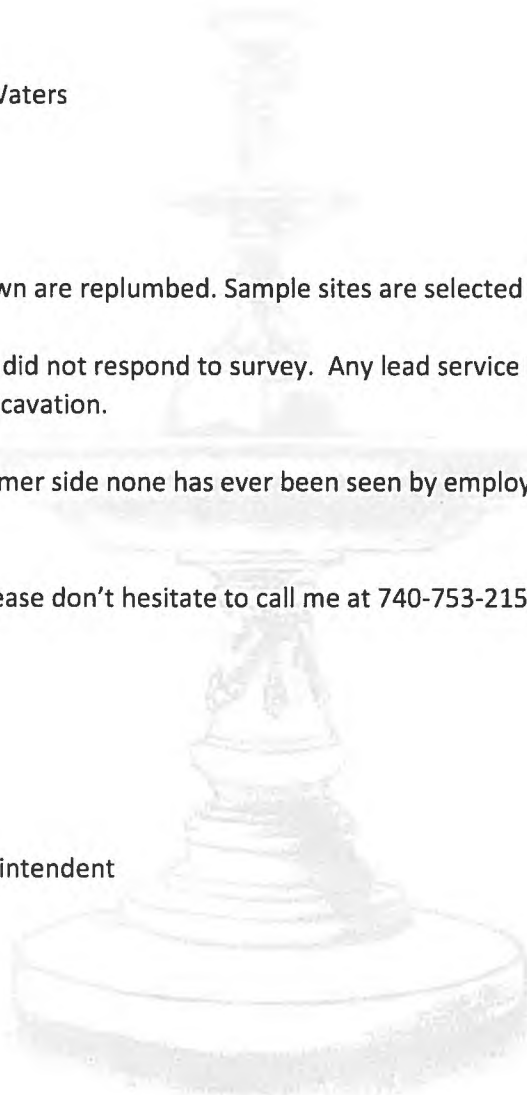 Waters
wn are replumbed. Sample sites are selected
did not respond to survey. Any lead service
cavation.
mer side none has ever been seen by employ
ease don't hesitate to call me at 740-753-215
intendent